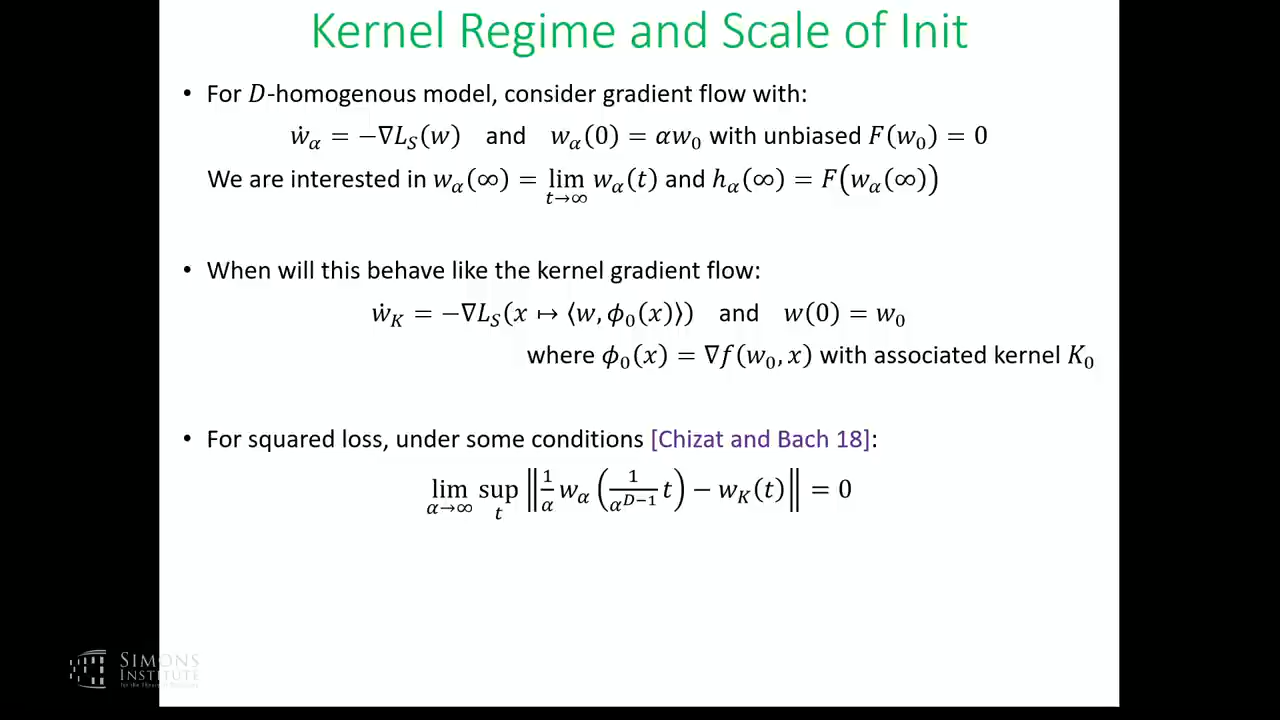 Kernel Regime and Scale of Init
• For 𝐷-homogenous model, consider gradient flow with:
ẇ_α = −∇L_S(w) and w_α(0) = αw_0 with unbiased F(w_0) = 0
We are interested in w_α(∞) = lim_{t→∞} w_α(t) and h_α(∞) = F(w_α(∞))
• When will this behave like the kernel gradient flow:
ẇ_K = −∇L_S(x ↦ ⟨w, ϕ_0(x)⟩) and w(0) = w_0
where ϕ_0(x) = ∇f(w_0, x) with associated kernel K_0
• For squared loss, under some conditions [Chizat and Bach 18]:
lim_{α→∞} sup_t ‖ 1/α w_α ( 1/α^{D−1} t ) − w_K(t) ‖ = 0
SIMONS
INSTITUTE